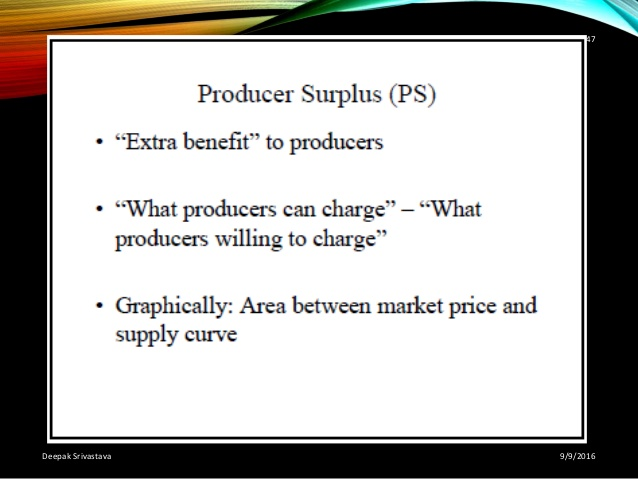 47
Producer Surplus (PS)
• “Extra benefit” to producers
• “What producers can charge” – “What
producers willing to charge”
• Graphically: Area between market price and
supply curve
Deepak Srivastava
9/9/2016